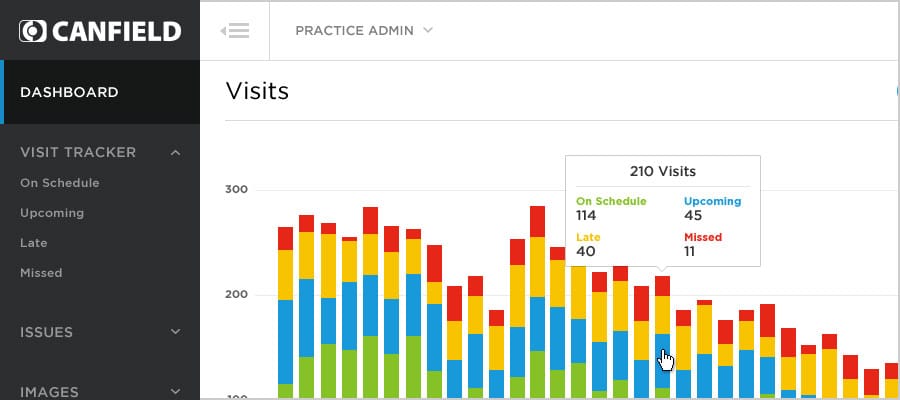 CANFIELD
PRACTICE ADMIN
DASHBOARD
Visits
VISIT TRACKER
On Schedule
Upcoming
Late
Missed
ISSUES
IMAGES
300
200
100
210 Visits
On Schedule Upcoming
114 45
Late Missed
40 11